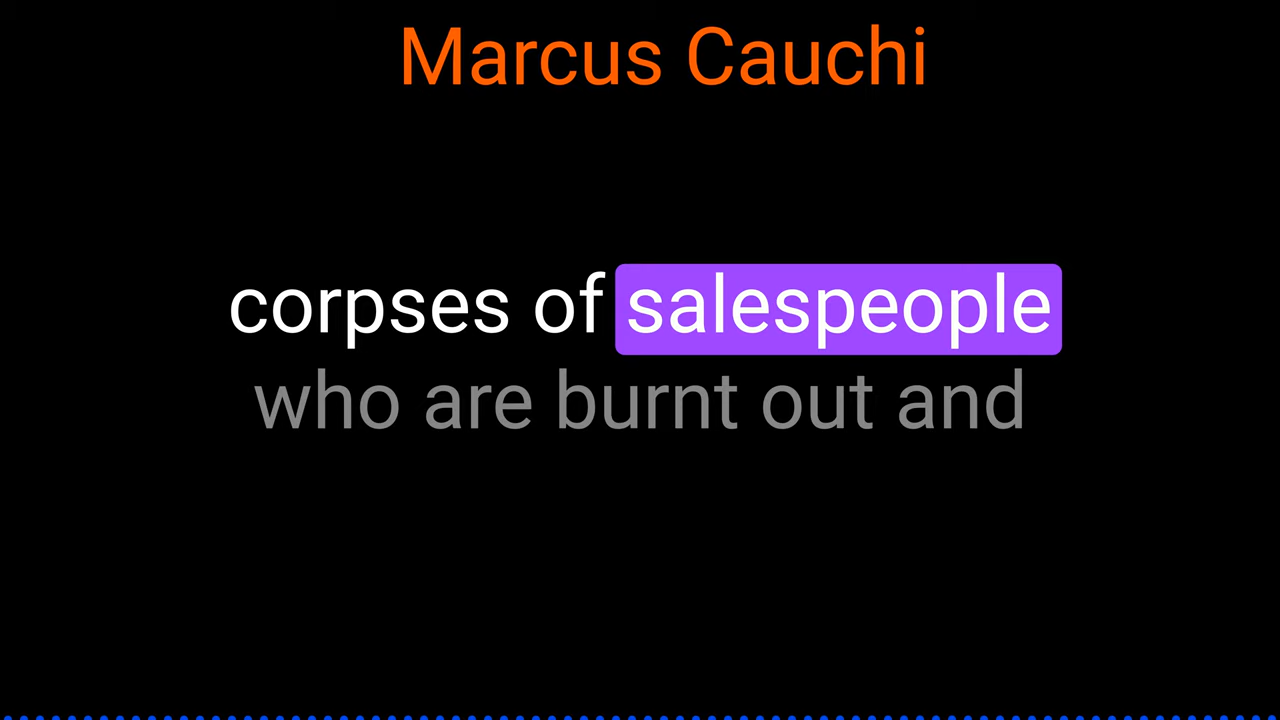 Marcus Cauchi
corpses of salespeople
who are burnt out and